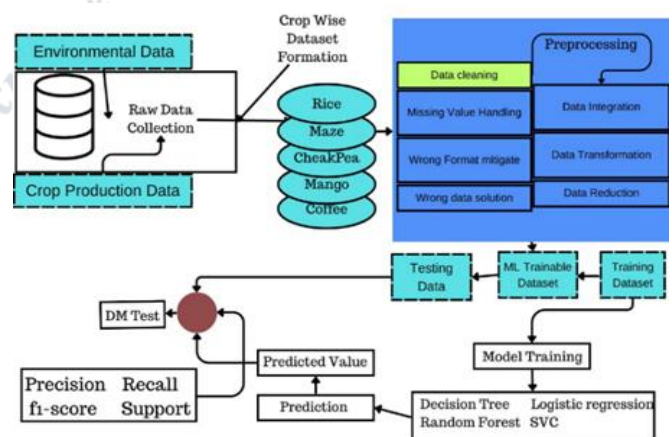 Environmental Data
Raw Data
Collection
Crop Production Data
Crop Wise
Dataset
Formation
Rice
Maze
CheakPea
Mango
Coffee
Preprocessing
Data cleaning
Missing Value Handling
Wrong Format mitigate
Wrong data solution
Data Integration
Data Transformation
Data Reduction
Testing
Data
ML Trainable
Dataset
Training
Dataset
DM Test
Model Training
Predicted Value
Prediction
Precision Recall
f1-score Support
Decision Tree Logistic regression
Random Forest SVC